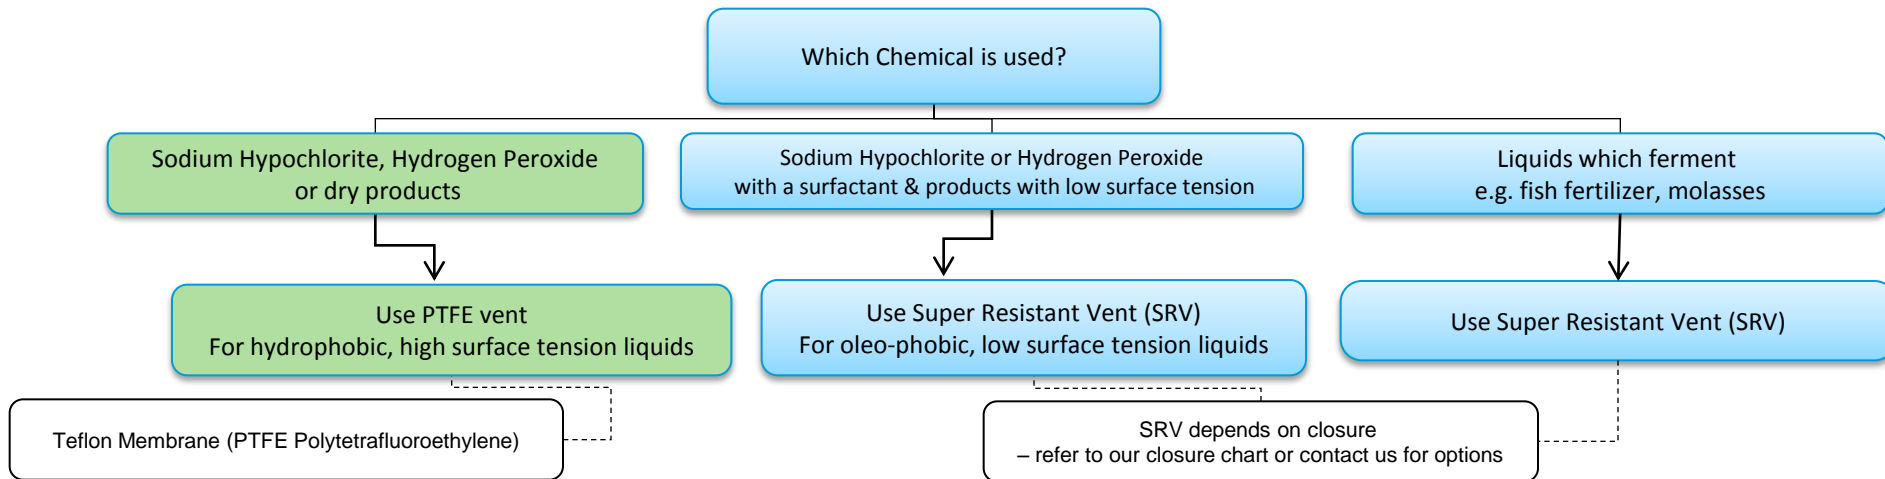 Which Chemical is used?
Sodium Hypochlorite, Hydrogen Peroxide
or dry products
Sodium Hypochlorite or Hydrogen Peroxide
with a surfactant & products with low surface tension
Liquids which ferment
e.g. fish fertilizer, molasses
Use PTFE vent
For hydrophobic, high surface tension liquids
Use Super Resistant Vent (SRV)
For oleo-phobic, low surface tension liquids
Use Super Resistant Vent (SRV)
Teflon Membrane (PTFE Polytetrafluoroethylene)
SRV depends on closure
– refer to our closure chart or contact us for options